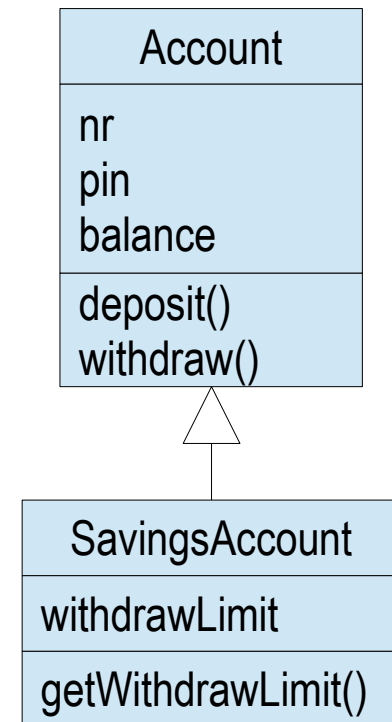 Account
nr
pin
balance
deposit()
withdraw()
SavingsAccount
withdrawLimit
getWithdrawLimit()